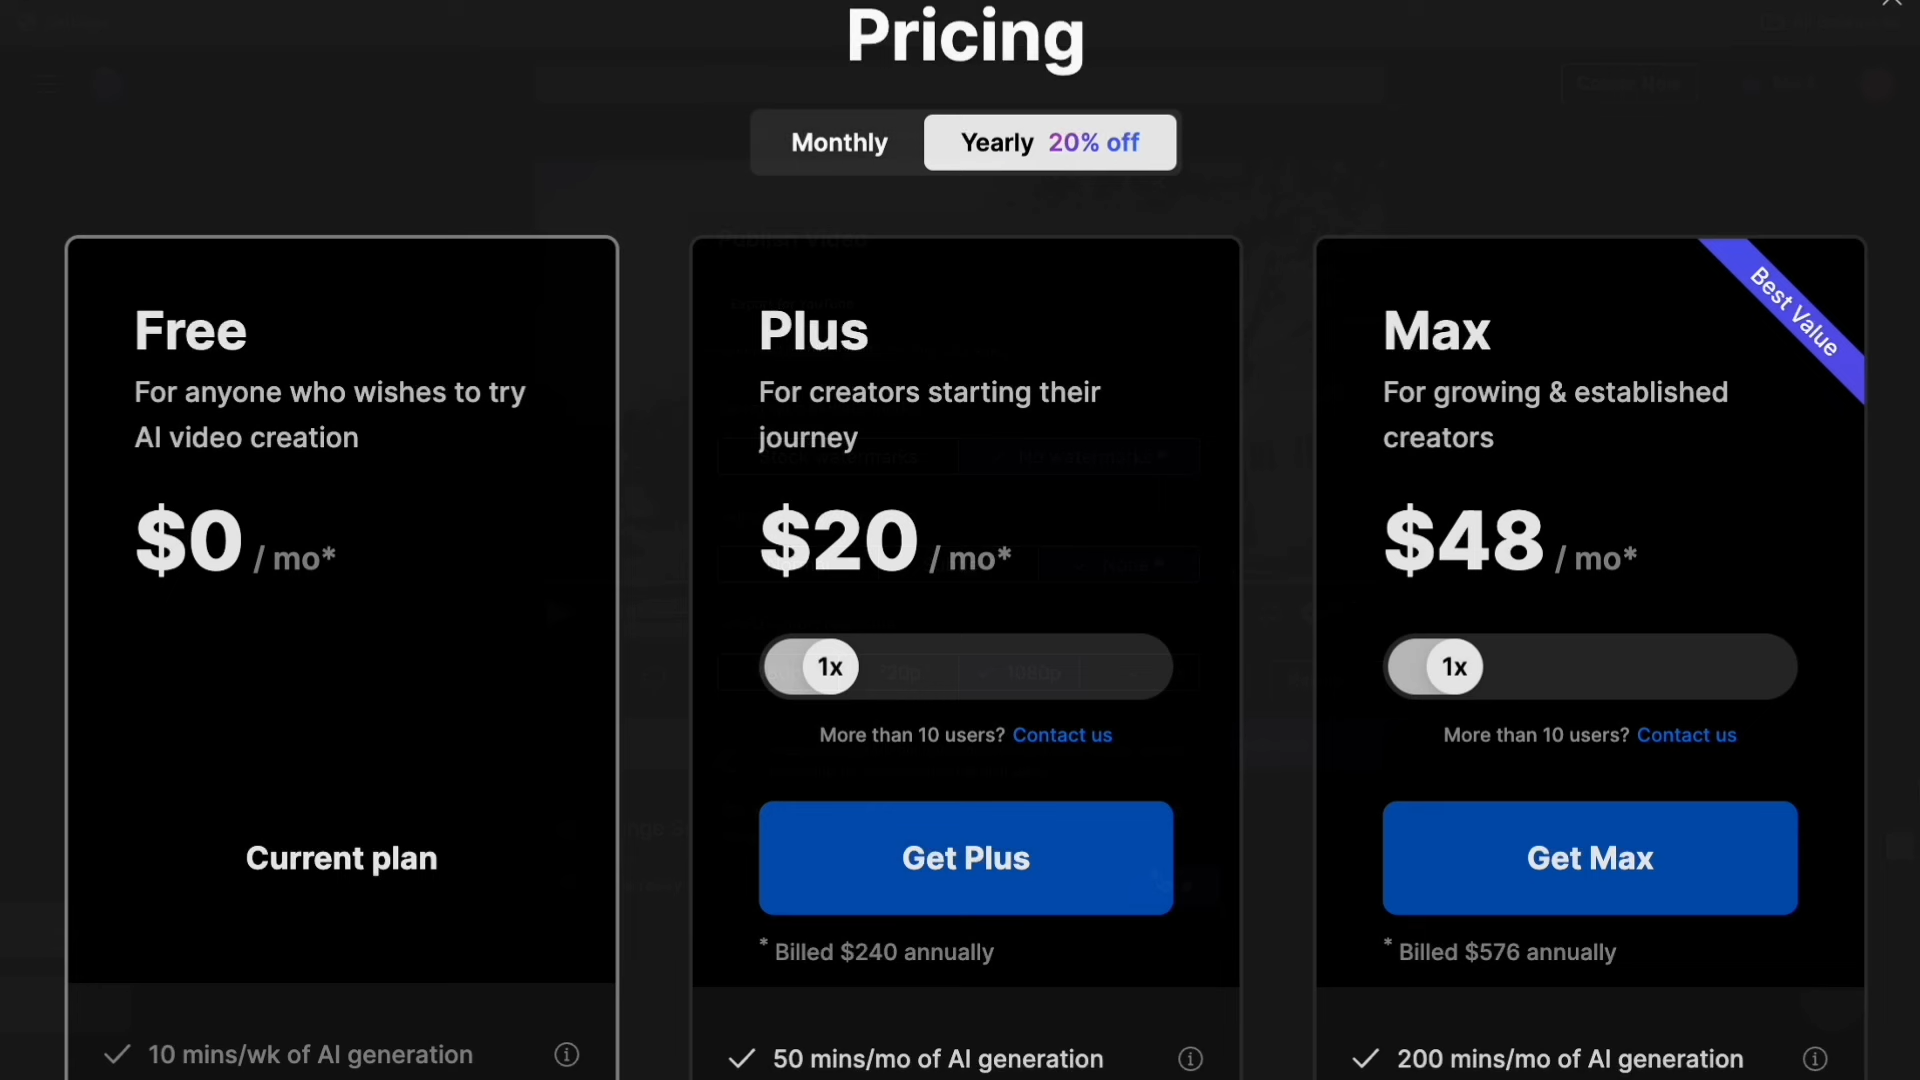 Pricing
Monthly
Yearly 20% off
Free
For anyone who wishes to try
AI video creation
$0 / mo*
Current plan
10 mins/wk of AI generation
Plus
For creators starting their
journey
$20 / mo*
1x
More than 10 users? Contact us
Get Plus
* Billed $240 annually
50 mins/mo of AI generation
Best Value
Max
For growing & established
creators
$48 / mo*
1x
More than 10 users? Contact us
Get Max
* Billed $576 annually
200 mins/mo of AI generation